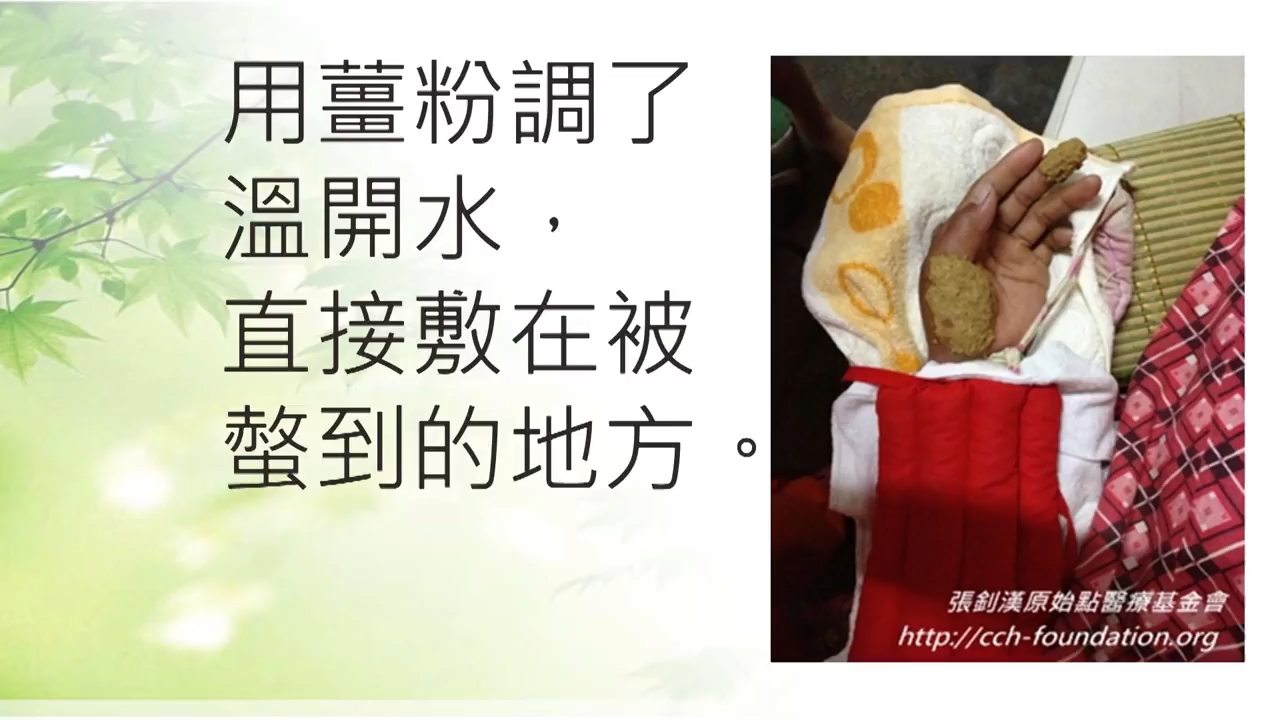 用薑粉調了
溫開水，
直接敷在被
螫到的地方。
張釗漢原始點醫療基金會
http://cch-foundation.org